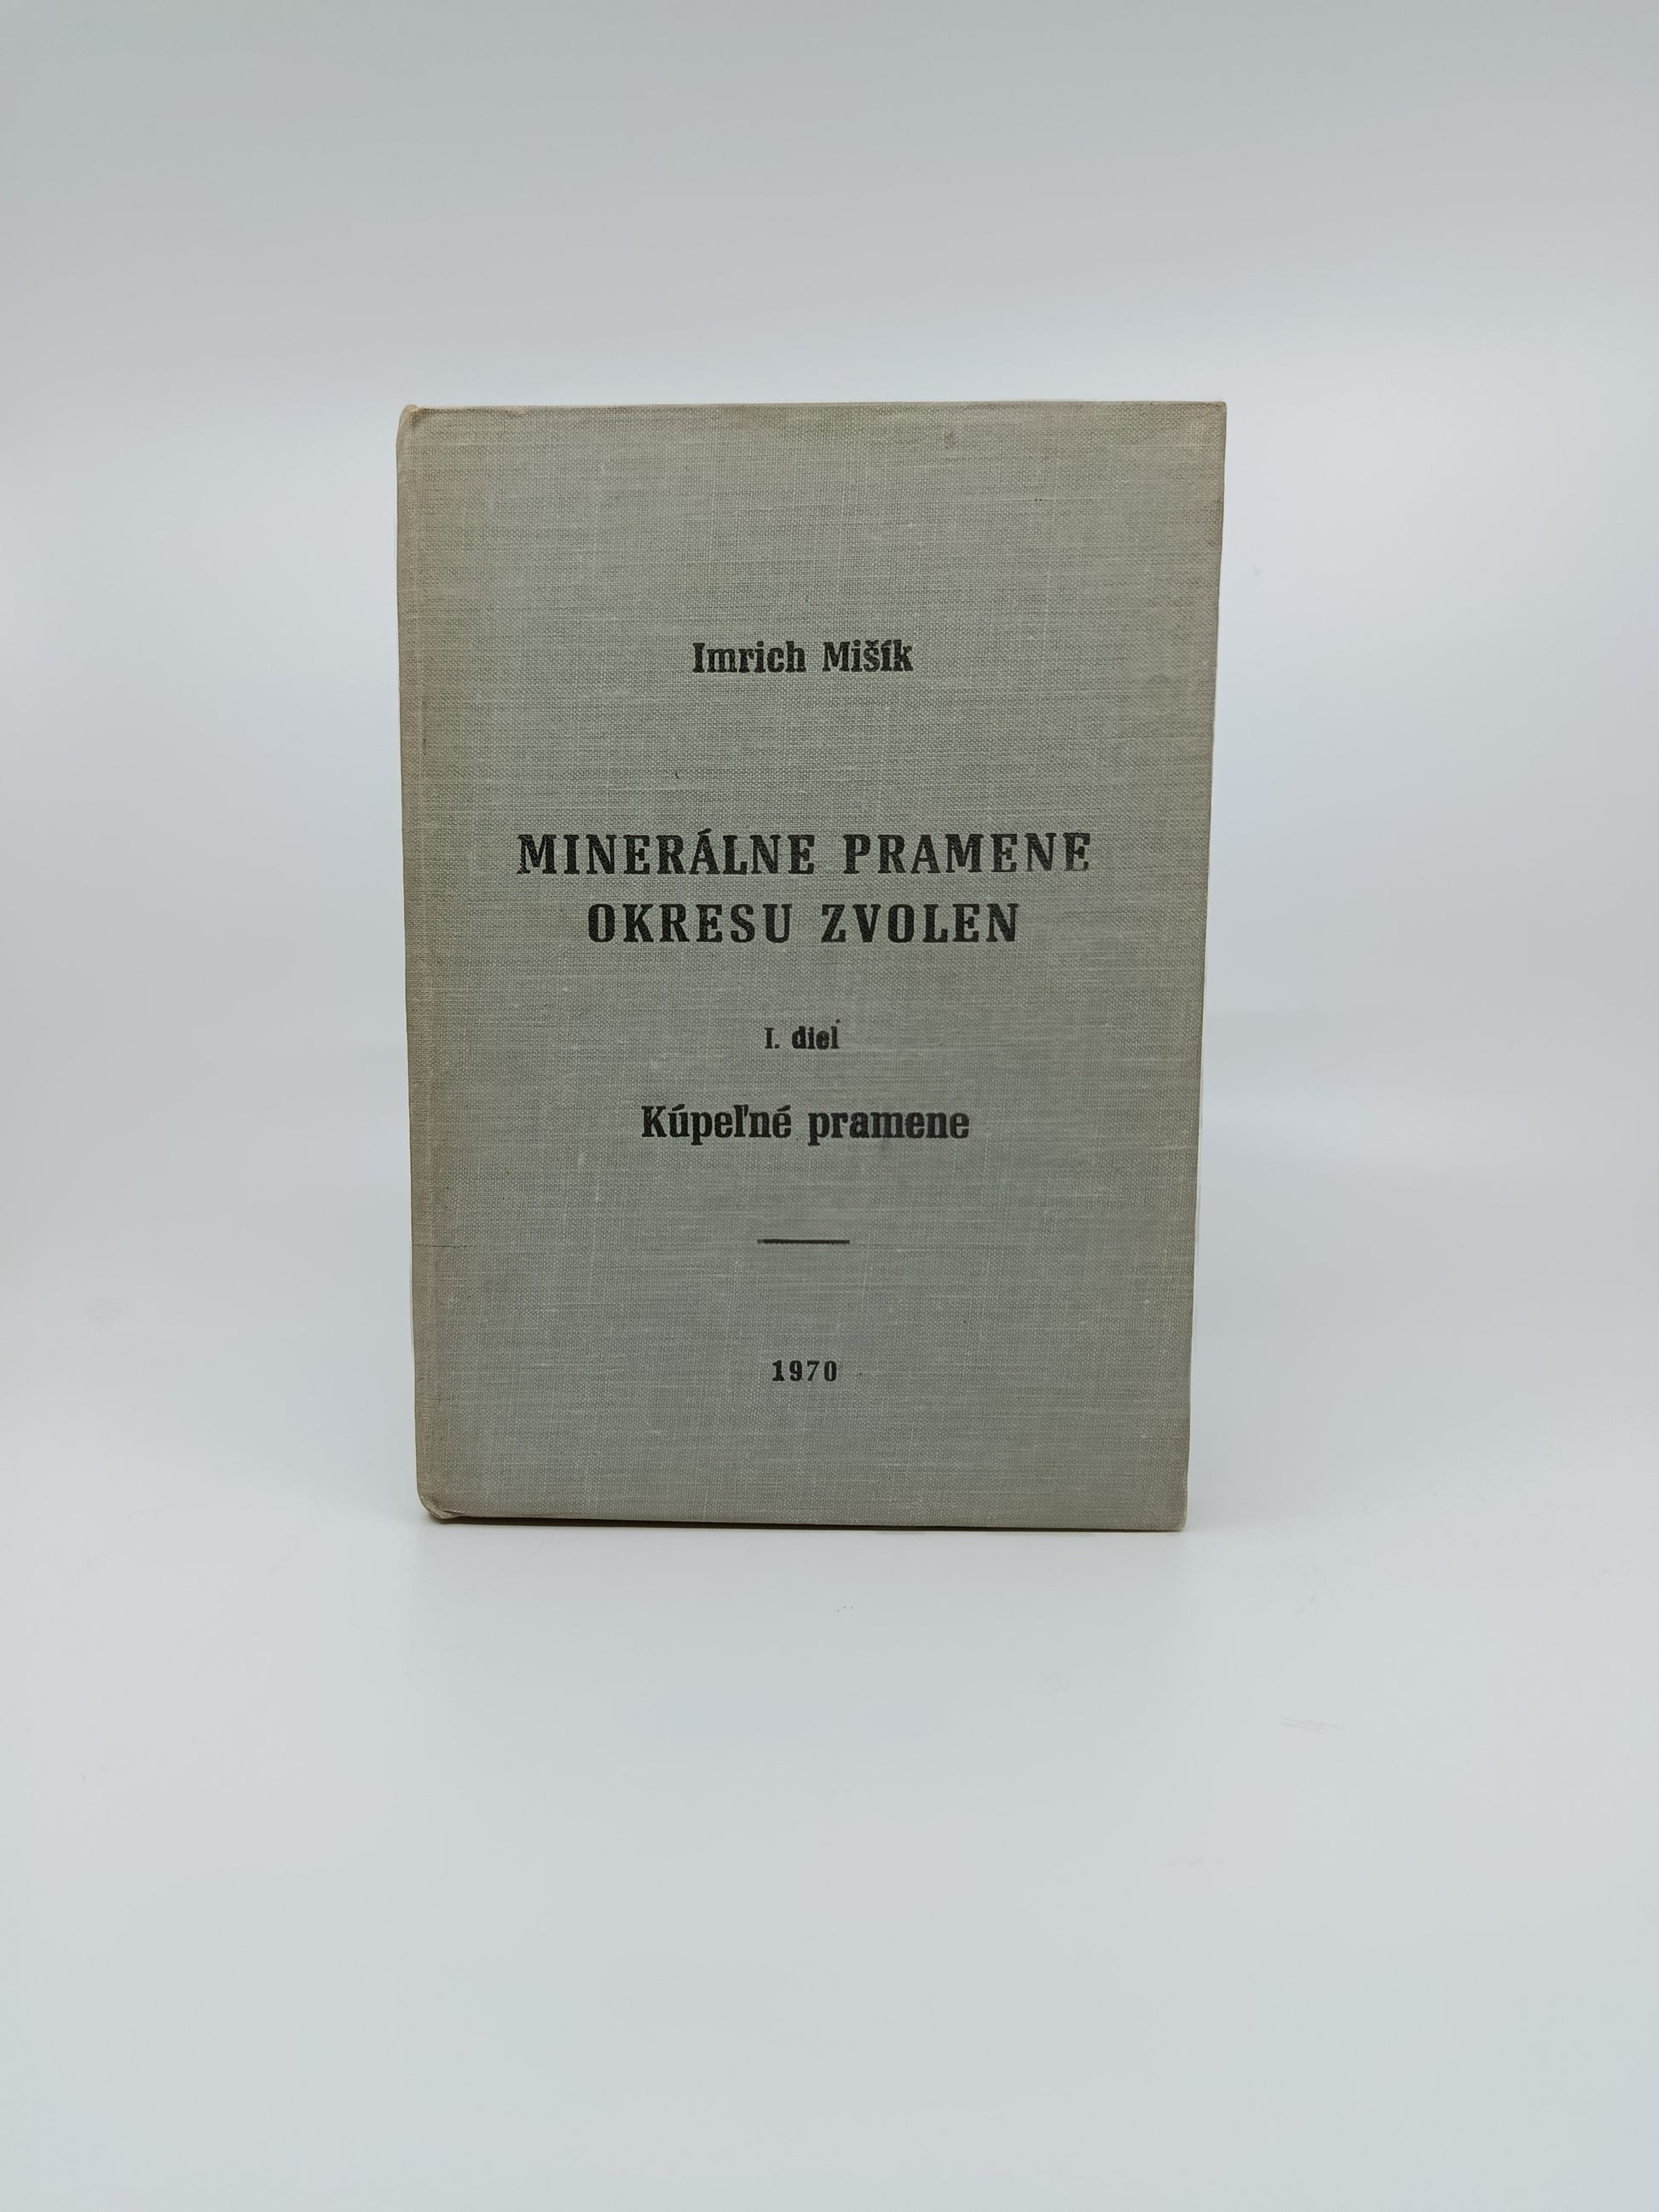 Imrich Mišík
MINERÁLNE PRAMENE
OKRESU ZVOLEN
I. diel
Kúpeľné pramene
1970